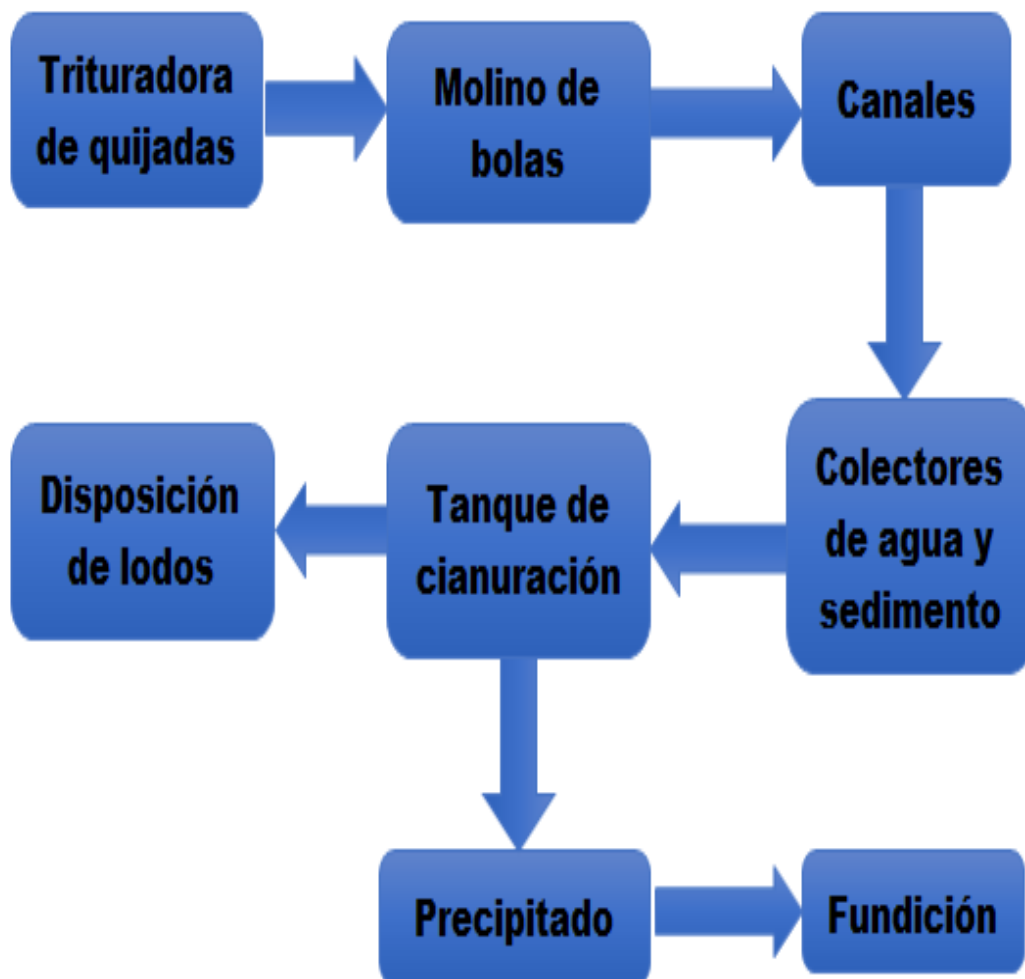 Trituradora
de quijadas
Molino de
bolas
Canales
Colectores
de agua y
sedimento
Tanque de
cianuración
Disposición
de lodos
Precipitado
Fundición